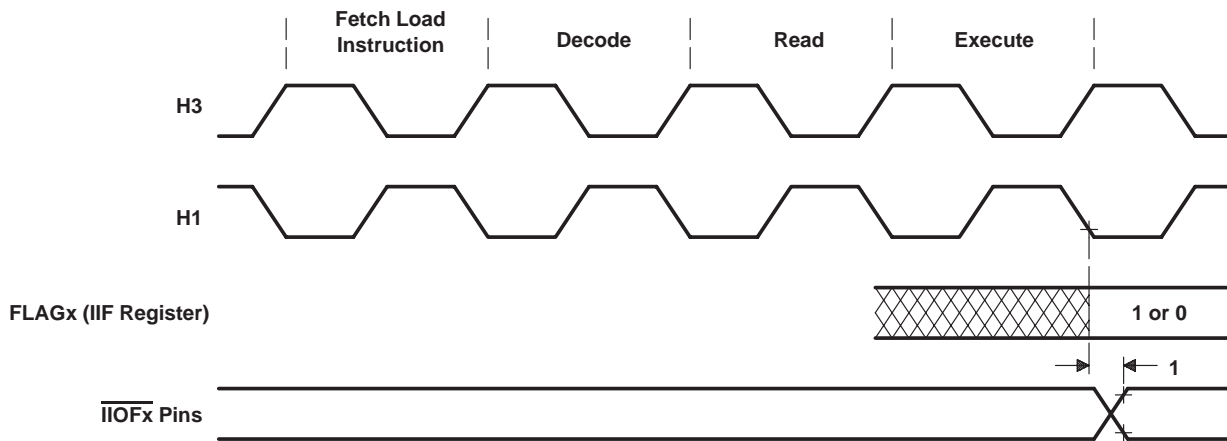 Fetch Load
Instruction
Decode
Read
Execute
H3
H1
FLAGx (IIF Register)
1 or 0
1
IIOFx Pins